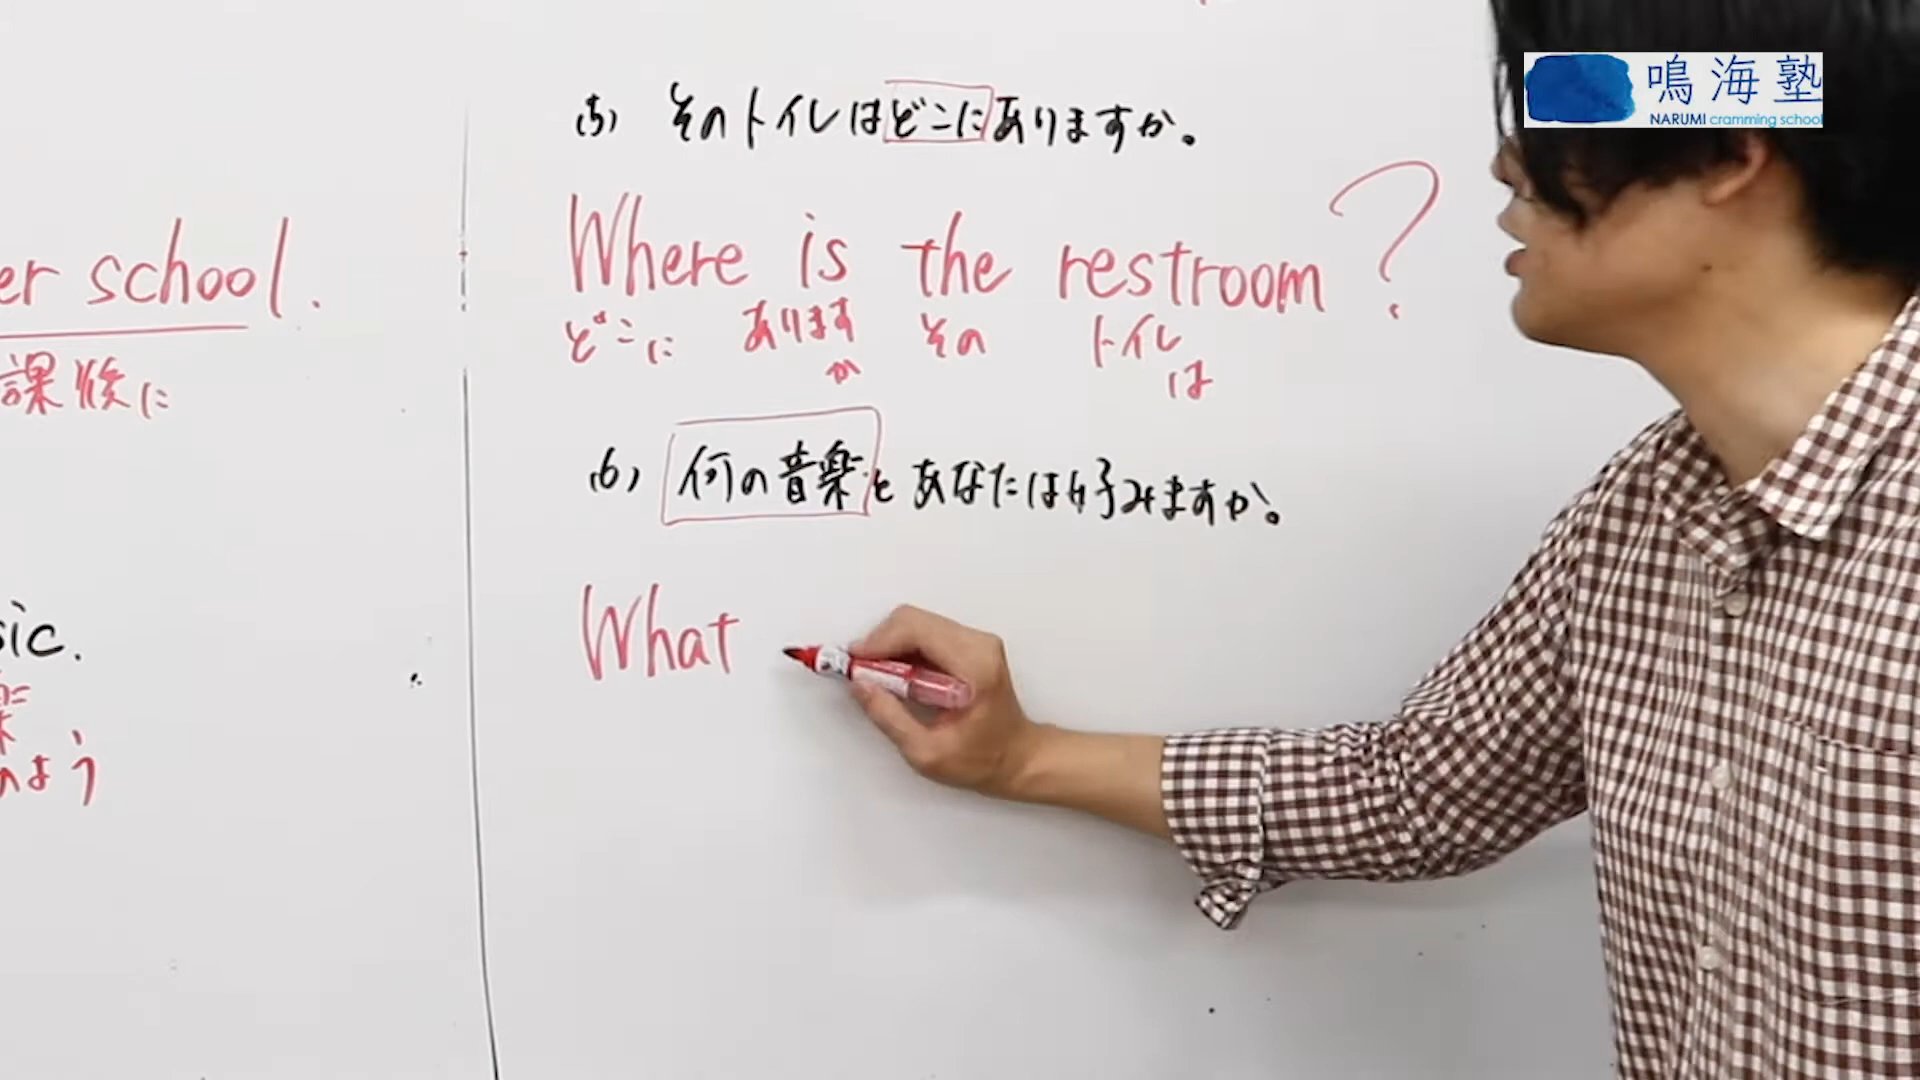 鳴海塾
NARUMI cramming school
(5) そのトイレはどこにありますか。
Where is the restroom?
どこに ありますか その トイレは
(6) 何の音楽をあなたは好みますか。
What
er school.
課後に
sic.
のよう